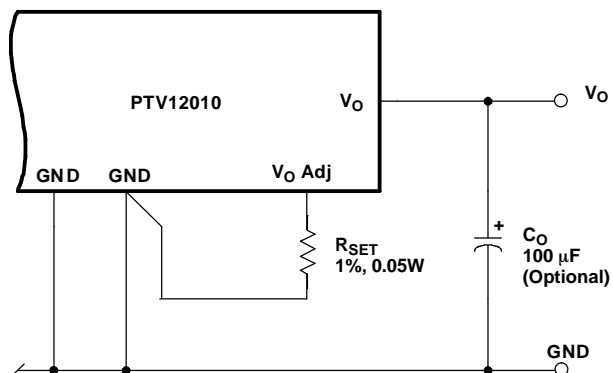 PTV12010
VO
VO
GND GND VO Adj
+
RSET
1%, 0.05W
CO
100 μF
(Optional)
GND